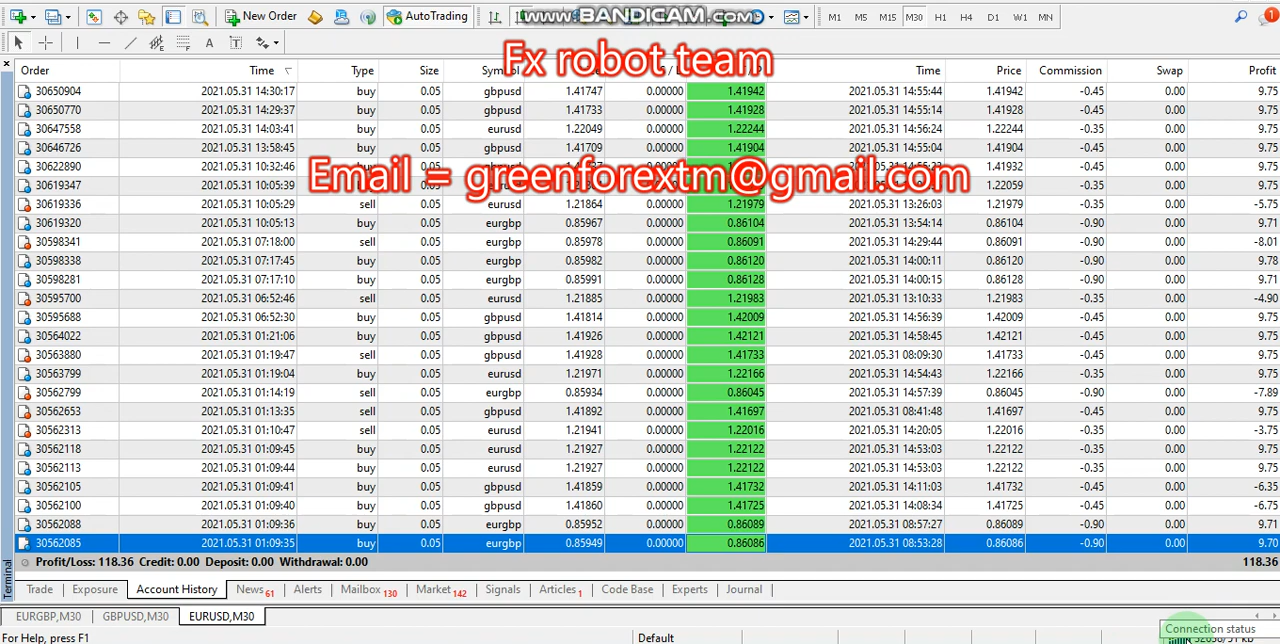 New Order AutoTrading www.BANDICAM.com M1 M5 M15 M30 H1 H4 D1 W1 MN 1
A T
Fx robot team
Order Time Type Size Symbol S / L T / P Time Price Commission Swap Profit
30650904 2021.05.31 14:30:17 buy 0.05 gbpusd 1.41747 0.00000 1.41942 2021.05.31 14:55:44 1.41942 -0.45 0.00 9.75
30650770 2021.05.31 14:29:37 buy 0.05 gbpusd 1.41733 0.00000 1.41928 2021.05.31 14:55:14 1.41928 -0.45 0.00 9.75
30647558 2021.05.31 14:03:41 buy 0.05 eurusd 1.22049 0.00000 1.22244 2021.05.31 14:56:24 1.22244 -0.35 0.00 9.75
30646726 2021.05.31 13:58:45 buy 0.05 gbpusd 1.41709 0.00000 1.41904 2021.05.31 14:55:04 1.41904 -0.45 0.00 9.75
30622890 2021.05.31 10:32:46 buy 0.05 1.41932 -0.45 0.00 9.75
Email = greenforextm@gmail.com
30619347 2021.05.31 10:05:39 1.22059 -0.35 0.00 9.75
30619336 2021.05.31 10:05:29 sell 0.05 eurusd 1.21864 0.00000 1.21979 2021.05.31 13:26:03 1.21979 -0.35 0.00 -5.75
30619320 2021.05.31 10:05:13 buy 0.05 eurgbp 0.85967 0.00000 0.86104 2021.05.31 13:54:14 0.86104 -0.90 0.00 9.71
30598341 2021.05.31 07:18:00 sell 0.05 eurgbp 0.85978 0.00000 0.86091 2021.05.31 14:29:44 0.86091 -0.90 0.00 -8.01
30598338 2021.05.31 07:17:45 buy 0.05 eurgbp 0.85982 0.00000 0.86120 2021.05.31 14:00:11 0.86120 -0.90 0.00 9.78
30598281 2021.05.31 07:17:10 buy 0.05 eurgbp 0.85991 0.00000 0.86128 2021.05.31 14:00:15 0.86128 -0.90 0.00 9.71
30595700 2021.05.31 06:52:46 sell 0.05 eurusd 1.21885 0.00000 1.21983 2021.05.31 13:10:33 1.21983 -0.35 0.00 -4.90
30595688 2021.05.31 06:52:30 buy 0.05 gbpusd 1.41814 0.00000 1.42009 2021.05.31 14:56:39 1.42009 -0.45 0.00 9.75
30564022 2021.05.31 01:21:06 buy 0.05 gbpusd 1.41926 0.00000 1.42121 2021.05.31 14:58:45 1.42121 -0.45 0.00 9.75
30563880 2021.05.31 01:19:47 sell 0.05 gbpusd 1.41928 0.00000 1.41733 2021.05.31 08:09:30 1.41733 -0.45 0.00 9.75
30563799 2021.05.31 01:19:04 buy 0.05 eurusd 1.21971 0.00000 1.22166 2021.05.31 14:54:43 1.22166 -0.35 0.00 9.75
30562799 2021.05.31 01:14:19 sell 0.05 eurgbp 0.85934 0.00000 0.86045 2021.05.31 14:57:39 0.86045 -0.90 0.00 -7.89
30562653 2021.05.31 01:13:35 sell 0.05 gbpusd 1.41892 0.00000 1.41697 2021.05.31 08:41:48 1.41697 -0.45 0.00 9.75
30562313 2021.05.31 01:10:47 sell 0.05 eurusd 1.21941 0.00000 1.22016 2021.05.31 14:20:05 1.22016 -0.35 0.00 -3.75
30562118 2021.05.31 01:09:45 buy 0.05 eurusd 1.21927 0.00000 1.22122 2021.05.31 14:53:03 1.22122 -0.35 0.00 9.75
30562113 2021.05.31 01:09:44 buy 0.05 eurusd 1.21927 0.00000 1.22122 2021.05.31 14:53:03 1.22122 -0.35 0.00 9.75
30562105 2021.05.31 01:09:41 buy 0.05 gbpusd 1.41859 0.00000 1.41732 2021.05.31 14:11:03 1.41732 -0.45 0.00 -6.35
30562100 2021.05.31 01:09:40 buy 0.05 gbpusd 1.41860 0.00000 1.41725 2021.05.31 14:08:34 1.41725 -0.45 0.00 -6.75
30562088 2021.05.31 01:09:36 buy 0.05 eurgbp 0.85952 0.00000 0.86089 2021.05.31 08:57:27 0.86089 -0.90 0.00 9.71
30562085 2021.05.31 01:09:35 buy 0.05 eurgbp 0.85949 0.00000 0.86086 2021.05.31 08:53:28 0.86086 -0.90 0.00 9.70
Profit/Loss: 118.36 Credit: 0.00 Deposit: 0.00 Withdrawal: 0.00 118.36
Terminal
Trade Exposure Account History News 61 Alerts Mailbox 130 Market 142 Signals Articles 1 Code Base Experts Journal
EURGBP,M30 GBPUSD,M30 EURUSD,M30
Connection status
For Help, press F1 Default